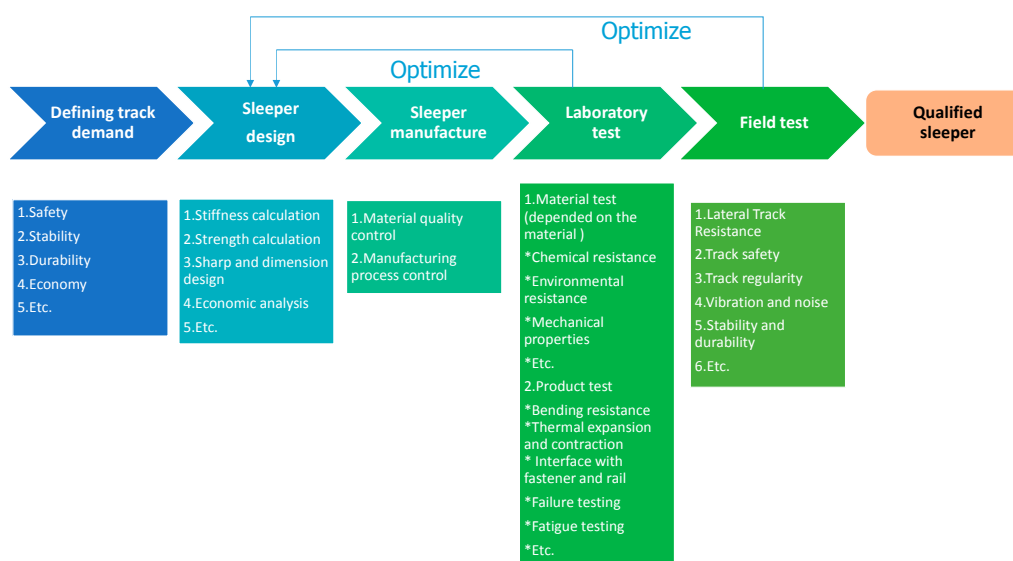 Optimize
Optimize
Defining track
demand
Sleeper
design
Sleeper
manufacture
Laboratory
test
Field test
Qualified
sleeper
1.Safety
2.Stability
3.Durability
4.Economy
5.Etc.
1.Stiffness calculation
2.Strength calculation
3.Sharp and dimension
design
4.Economic analysis
5.Etc.
1.Material quality
control
2.Manufacturing
process control
1.Material test
(depended on the
material )
*Chemical resistance
*Environmental
resistance
*Mechanical
properties
*Etc.
2.Product test
*Bending resistance
*Thermal expansion
and contraction
* Interface with
fastener and rail
*Failure testing
*Fatigue testing
*Etc.
1.Lateral Track
Resistance
2.Track safety
3.Track regularity
4.Vibration and noise
5.Stability and
durability
6.Etc.